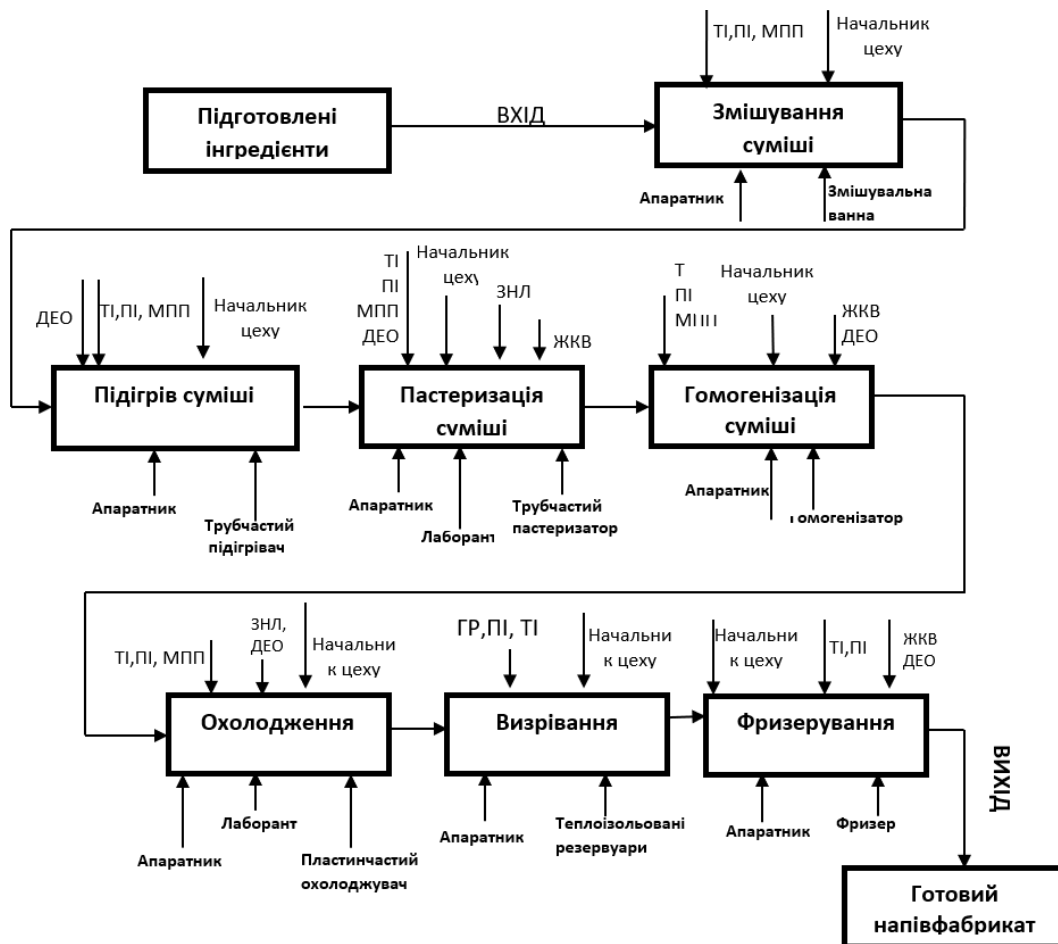 ТІ,ПІ, МПП
Начальник
цеху
Підготовлені
інгредієнти
ВХІД
Змішування
суміші
Апаратник
Змішувальна
ванна
ДЕО
ТІ,ПІ, МПП
Начальник
цеху
ТІ
ПІ
МПП
ДЕО
Начальник
цеху
ЗНЛ
ЖКВ
Т
ПІ
Начальник
цеху
ЖКВ
ДЕО
Підігрів суміші
Пастеризація
суміші
Гомогенізація
суміші
Апаратник
Трубчастий
підігрівач
Апаратник
Лаборант
Трубчастий
пастеризатор
Апаратник
омогенізатор
ТІ,ПІ, МПП
ЗНЛ,
ДЕО
Начальни
к цеху
ГР,ПІ, ТІ
Начальни
к цеху
Начальни
к цеху
ТІ,ПІ
ЖКВ
ДЕО
Охолодження
Визрівання
Фризерування
ВИХІД
Апаратник
Лаборант
Пластинчастий
охолоджувач
Апаратник
Теплоізольовані
резервуари
Апаратник
Фризер
Готовий
напівфабрикат